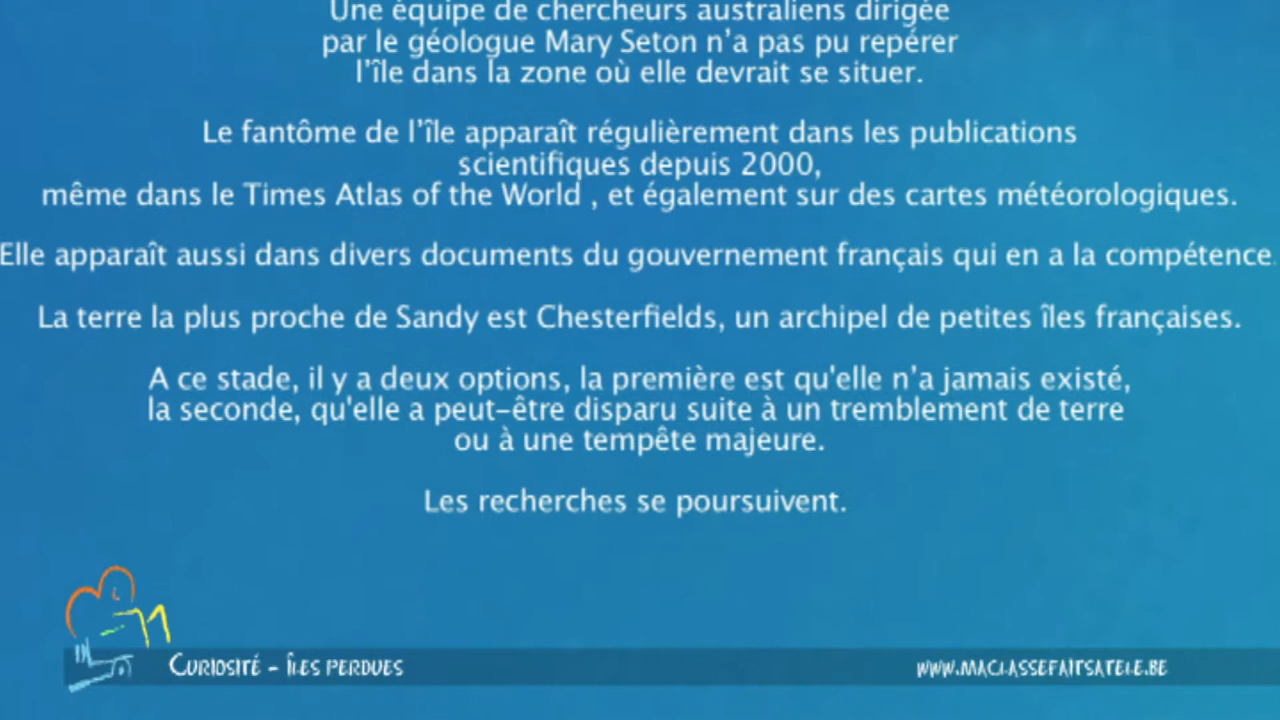 Une équipe de chercheurs australiens dirigée
par le géologue Mary Seton n'a pas pu repérer
l'île dans la zone où elle devrait se situer.
Le fantôme de l'île apparaît régulièrement dans les publications
scientifiques depuis 2000,
même dans le Times Atlas of the World , et également sur des cartes météorologiques.
Elle apparaît aussi dans divers documents du gouvernement français qui en a la compétence.
La terre la plus proche de Sandy est Chesterfields, un archipel de petites îles françaises.
A ce stade, il y a deux options, la première est qu'elle n'a jamais existé,
la seconde, qu'elle a peut-être disparu suite à un tremblement de terre
ou à une tempête majeure.
Les recherches se poursuivent.
Curiosité - Îles perdues
www.maclassefaitsatele.be